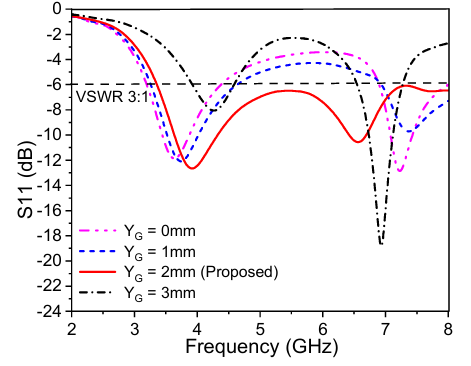 0
-2
-4
-6
-8
-10
-12
-14
-16
-18
-20
-22
-24
S11 (dB)
VSWR 3:1
Y_G = 0mm
Y_G = 1mm
Y_G = 2mm (Proposed)
Y_G = 3mm
2 3 4 5 6 7 8
Frequency (GHz)